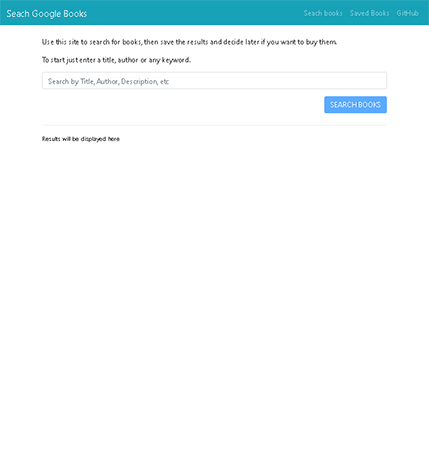 Seach Google Books
Seach books Saved Books GitHub
Use this site to search for books, then save the results and decide later if you want to buy them.
To start just enter a title, author or any keyword.
Search by Title, Author, Description, etc
SEARCH BOOKS
Results will be displayed here